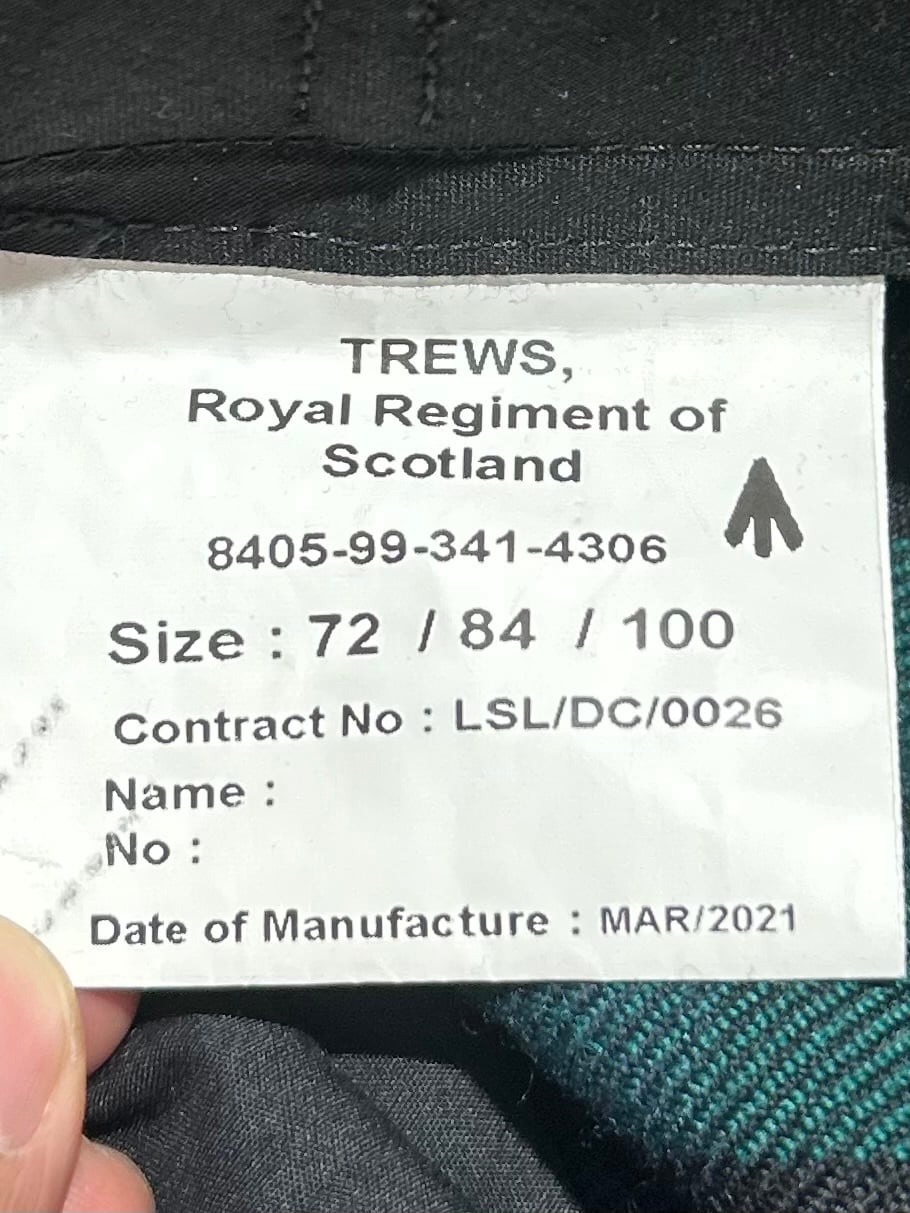 TREWS,
Royal Regiment of
Scotland
8405-99-341-4306
Size : 72 / 84 / 100
Contract No : LSL/DC/0026
Name :
No :
Date of Manufacture : MAR/2021